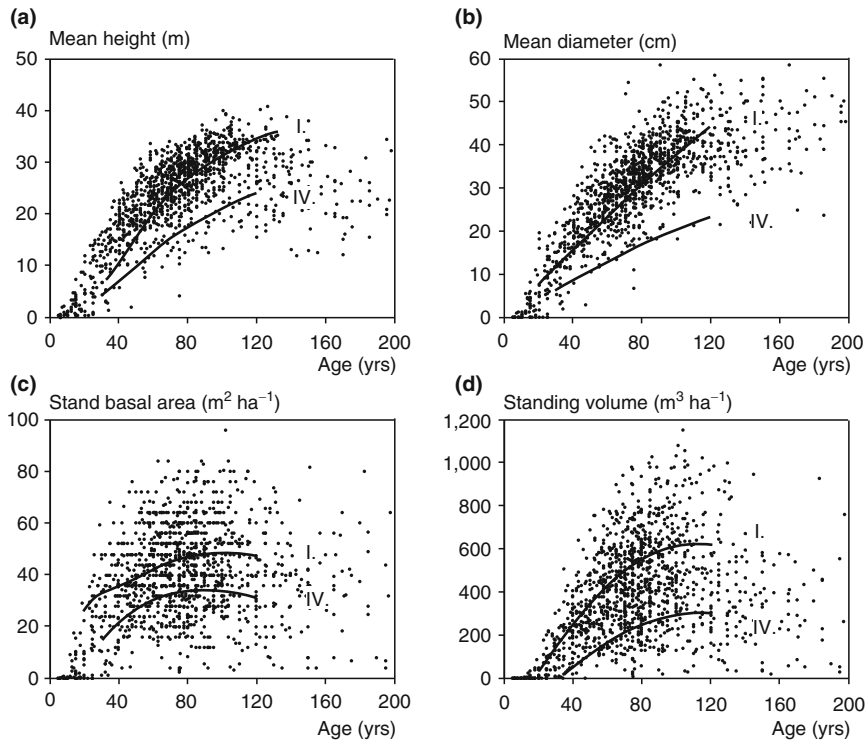 (a)
Mean height (m)
50
40
30
20
10
0
I.
IV.
40 80 120 160 200
Age (yrs)
(b)
Mean diameter (cm)
60
50
40
30
20
10
0
I.
IV.
0 40 80 120 160 200
Age (yrs)
(c)
Stand basal area (m² ha⁻¹)
100
80
60
40
20
0
I.
IV.
0 40 80 120 160 200
Age (yrs)
(d)
Standing volume (m³ ha⁻¹)
1,200
1,000
800
600
400
200
0
I.
IV.
0 40 80 120 160 200
Age (yrs)